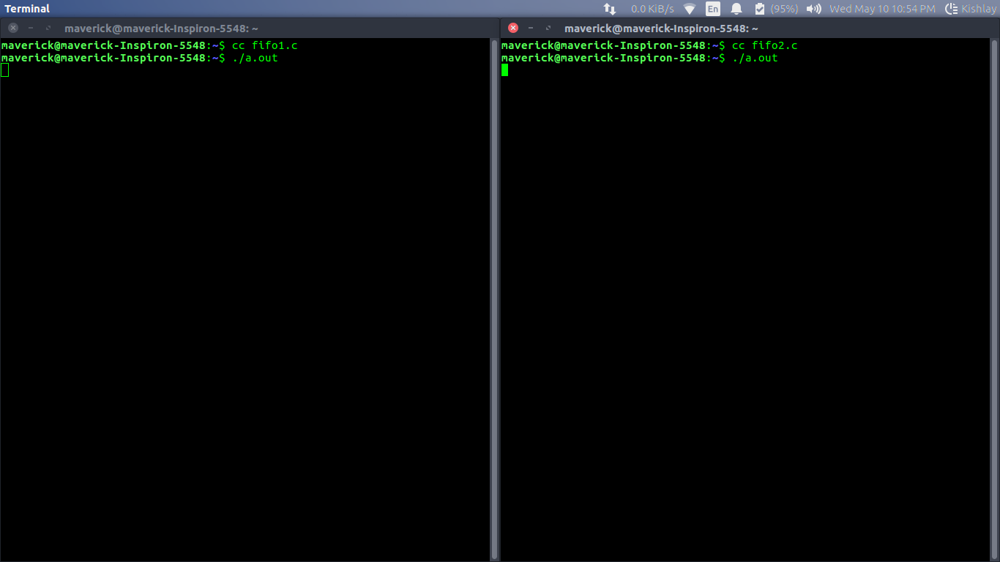 Terminal 0.0 KiB/s En (95%) Wed May 10 10:54 PM Kishlay
maverick@maverick-Inspiron-5548: ~
maverick@maverick-Inspiron-5548:~$ cc fifo1.c
maverick@maverick-Inspiron-5548:~$ ./a.out
maverick@maverick-Inspiron-5548: ~
maverick@maverick-Inspiron-5548:~$ cc fifo2.c
maverick@maverick-Inspiron-5548:~$ ./a.out